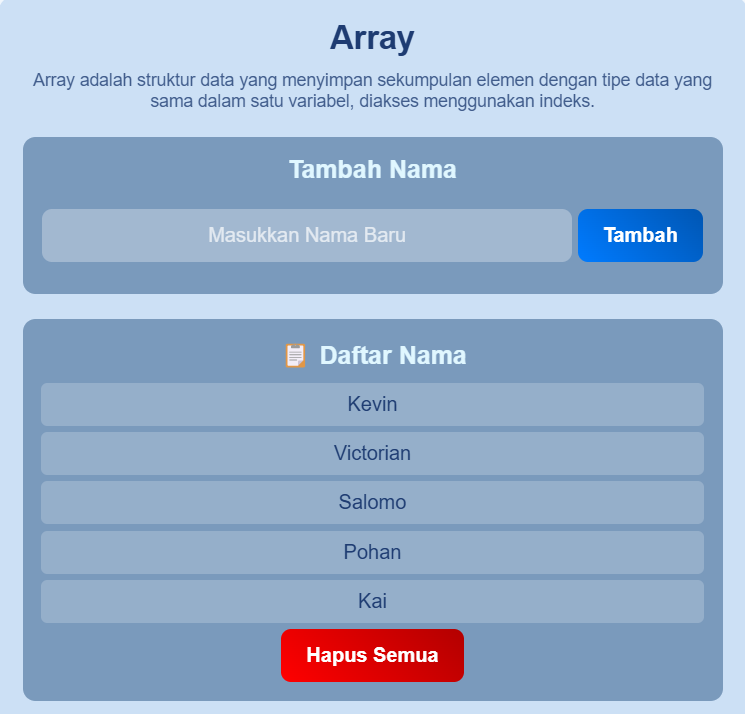 Array
Array adalah struktur data yang menyimpan sekumpulan elemen dengan tipe data yang
sama dalam satu variabel, diakses menggunakan indeks.
Tambah Nama
Masukkan Nama Baru
Tambah
📋 Daftar Nama
Kevin
Victorian
Salomo
Pohan
Kai
Hapus Semua